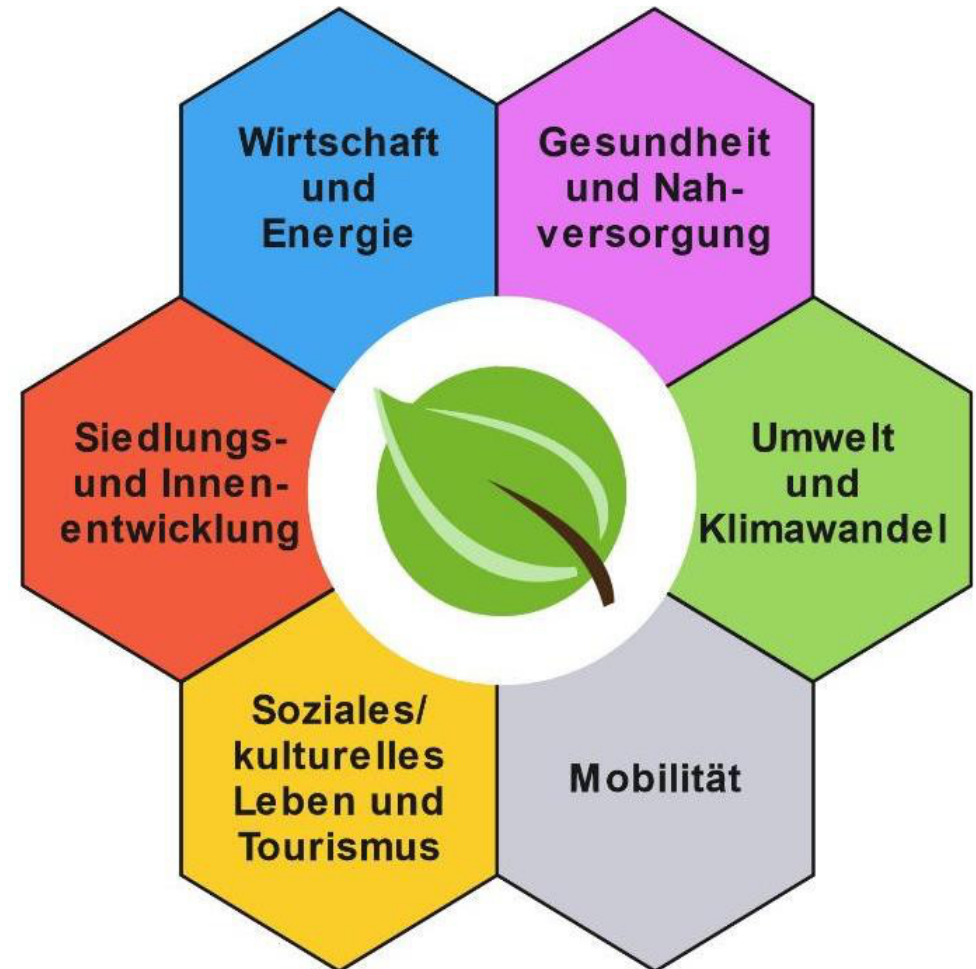 Wirtschaft
und
Energie
Gesundheit
und Nah-
versorgung
Siedlungs-
und Innen-
entwicklung
Umwelt
und
Klimawandel
Soziales/
kulturelles
Leben und
Tourismus
Mobilität